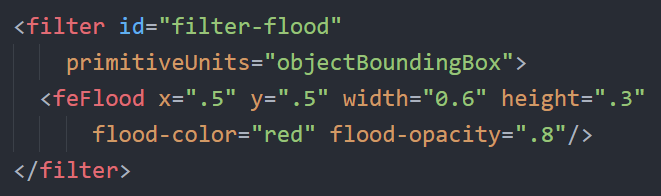 <filter id="filter-flood"
primitiveUnits="objectBoundingBox">
<feFlood x=".5" y=".5" width="0.6" height=".3"
flood-color="red" flood-opacity=".8"/>
</filter>